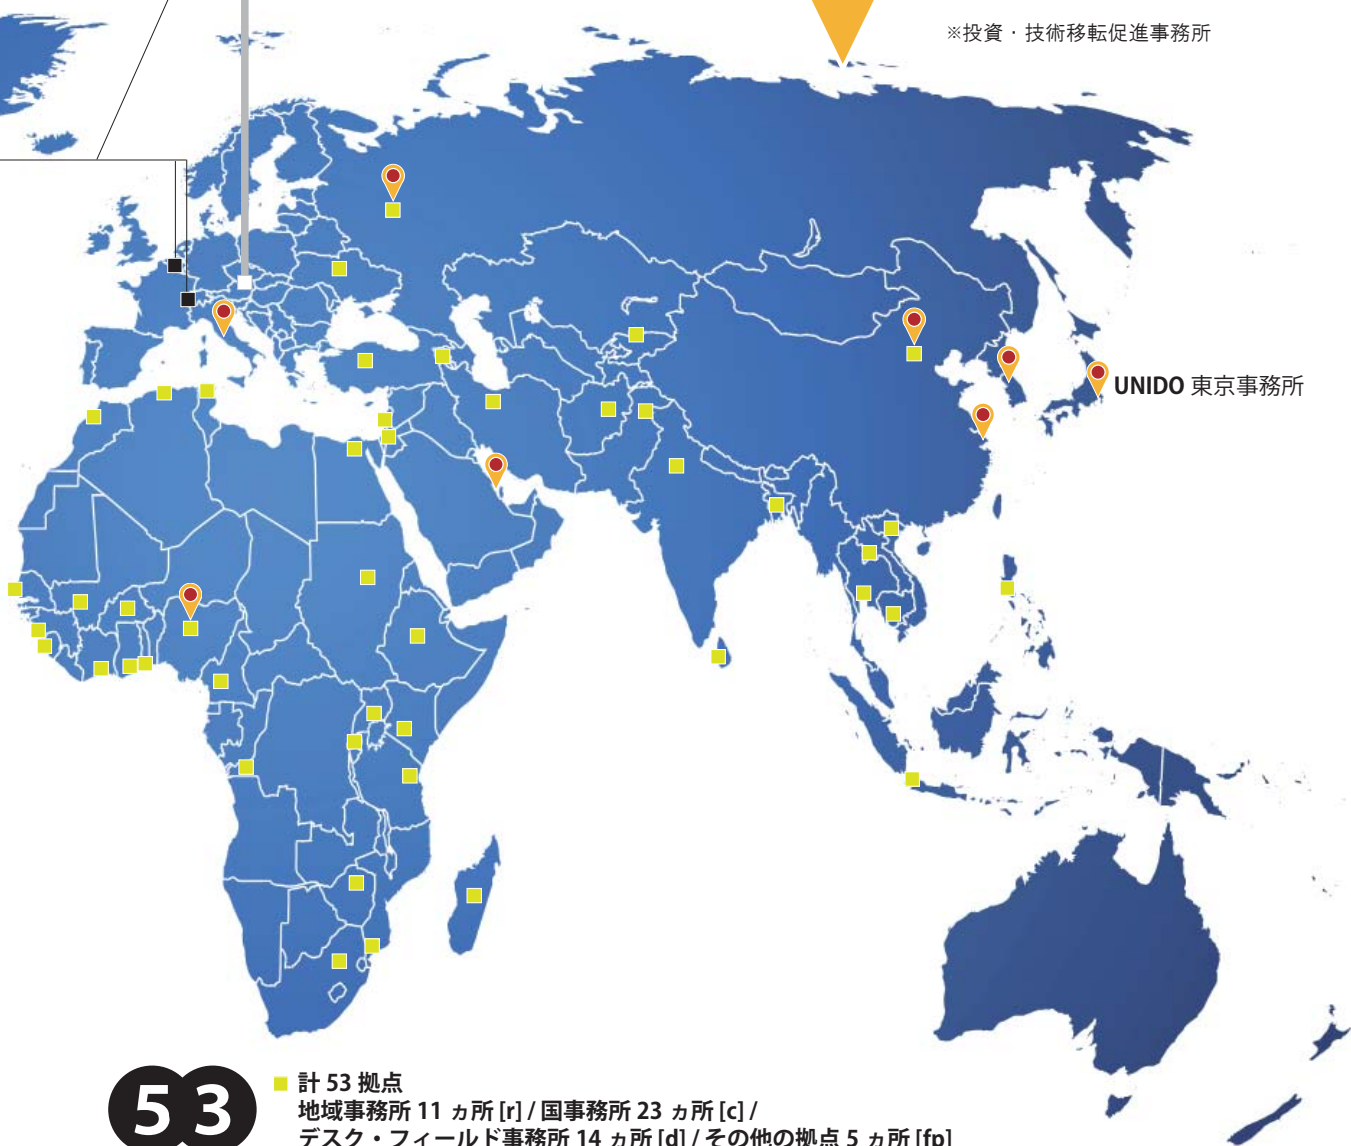 ※投資・技術移転促進事務所
UNIDO 東京事務所
53
計 53 拠点
地域事務所 11 ヵ所 [r] / 国事務所 23 ヵ所 [c] /
デスク・フィールド事務所 14 ヵ所 [d] / その他の拠点 5 ヵ所 [fp]